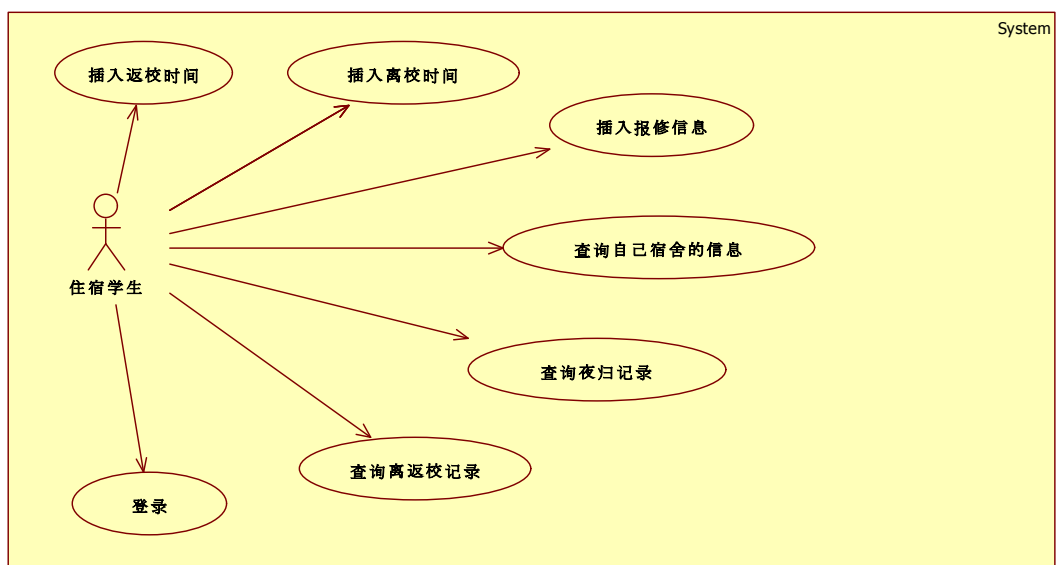 System
插入返校时间
插入离校时间
插入报修信息
查询自己宿舍的信息
住宿学生
查询夜归记录
查询离返校记录
登录